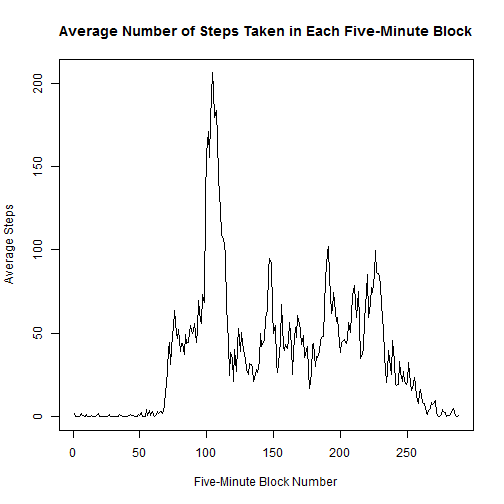 Average Number of Steps Taken in Each Five-Minute Block
Average Steps
200
150
100
50
0
0 50 100 150 200 250
Five-Minute Block Number